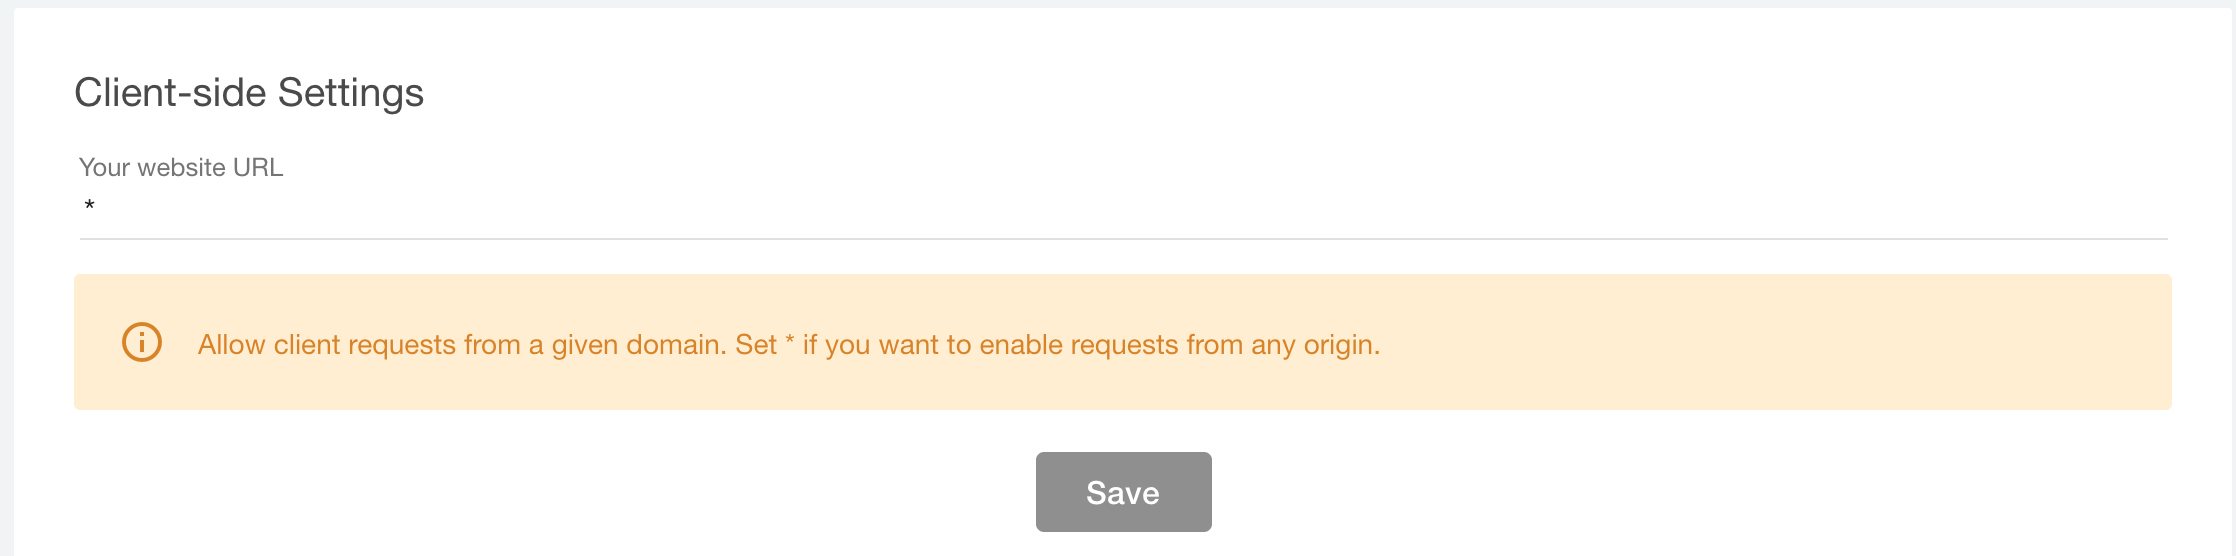 Client-side Settings
Your website URL
*
Allow client requests from a given domain. Set * if you want to enable requests from any origin.
Save